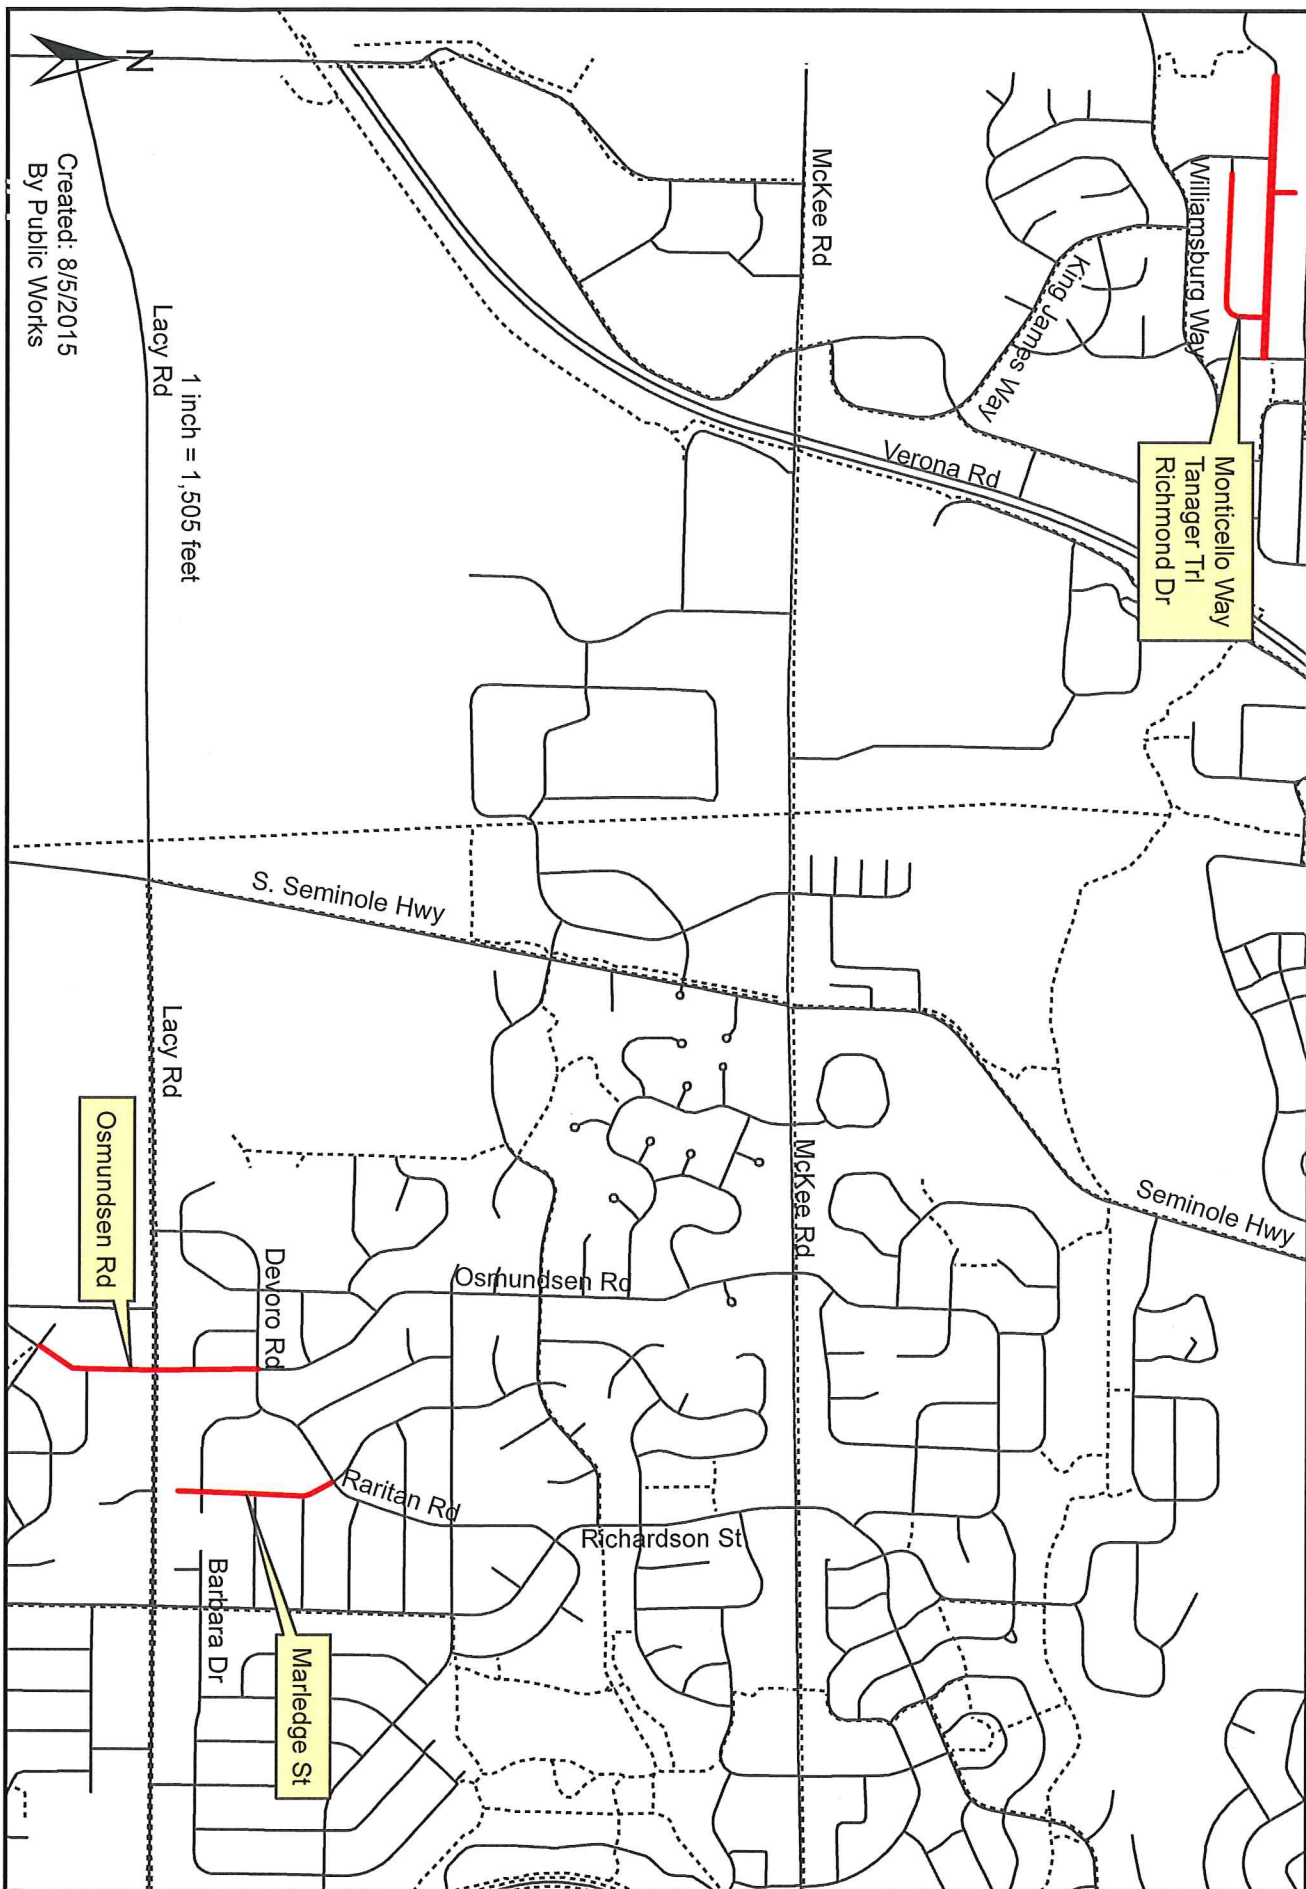 Monticello Way
Tanager Trl
Richmond Dr
Williamsburg Way
King James Way
Verona Rd
McKee Rd
Seminole Hwy
McKee Rd
S. Seminole Hwy
Osmundsen Rd
Richardson St
Raritan Rd
Devoro Rd
Marledge St
Barbara Dr
Lacy Rd
Lacy Rd
Osmundsen Rd
1 inch = 1,505 feet
N
Created: 8/5/2015
By Public Works